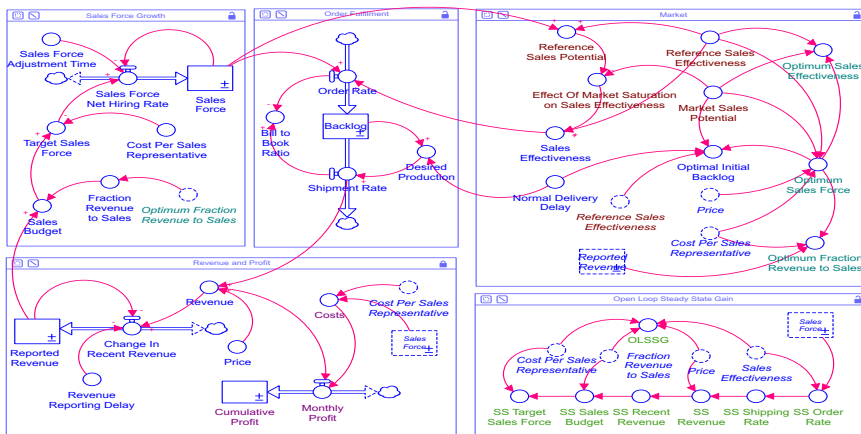 Sales Force Growth
Sales Force
Adjustment Time
Sales Force
Net Hiring Rate
Sales
Force
Target Sales
Force
Cost Per Sales
Representative
Fraction
Revenue
to Sales
Optimum Fraction
Revenue to Sales
Sales
Budget
Order Fulfillment
Order Rate
Bill to
Book
Ratio
Backlog
Desired
Production
Shipment Rate
Market
Reference
Sales Potential
Reference Sales
Effectiveness
Optimum Sales
Effectiveness
Effect Of Market Saturation
on Sales Effectiveness
Market Sales
Potential
Sales
Effectiveness
Optimal Initial
Backlog
Optimum
Sales Force
Normal Delivery
Delay
Reference Sales
Effectiveness
Price
Cost Per Sales
Representative
Reported
Revenue
Optimum Fraction
Revenue to Sales
Revenue and Profit
Reported
Revenue
Change In
Recent Revenue
Revenue
Price
Revenue
Reporting Delay
Costs
Cost Per Sales
Representative
Sales
Force
Cumulative
Profit
Monthly
Profit
Open Loop Steady State Gain
OLSSG
Sales
Force
Cost Per Sales
Representative
Fraction
Revenue
to Sales
Price
Sales
Effectiveness
SS Target
Sales Force
SS Sales
Budget
SS Recent
Revenue
SS
Revenue
SS Shipping
Rate
SS Order
Rate